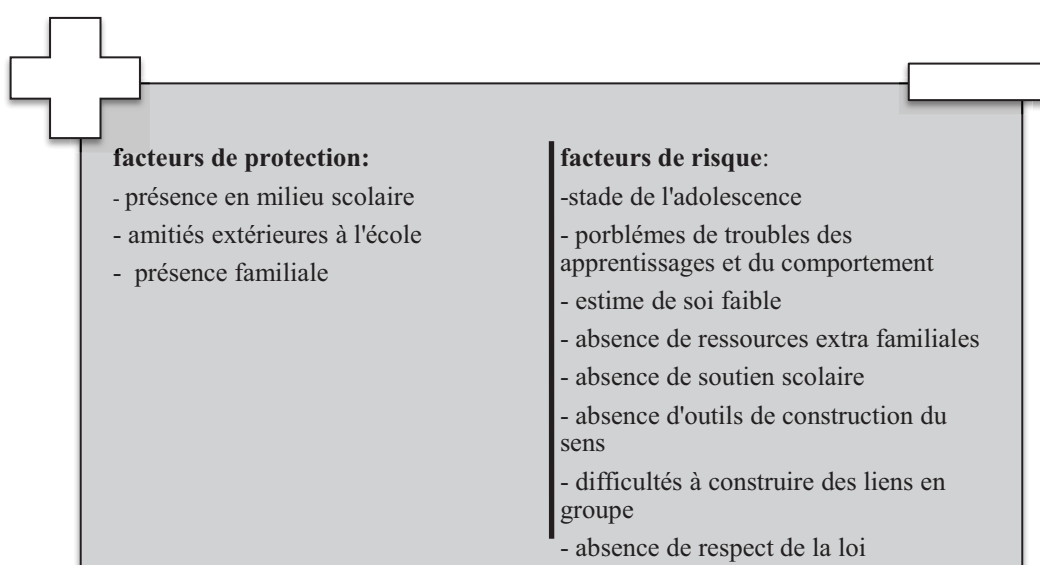 facteurs de protection:
- présence en milieu scolaire
- amitiés extérieures à l'école
- présence familiale
facteurs de risque:
-stade de l'adolescence
- porblémes de troubles des
apprentissages et du comportement
- estime de soi faible
- absence de ressources extra familiales
- absence de soutien scolaire
- absence d'outils de construction du
sens
- difficultés à construire des liens en
groupe
- absence de respect de la loi